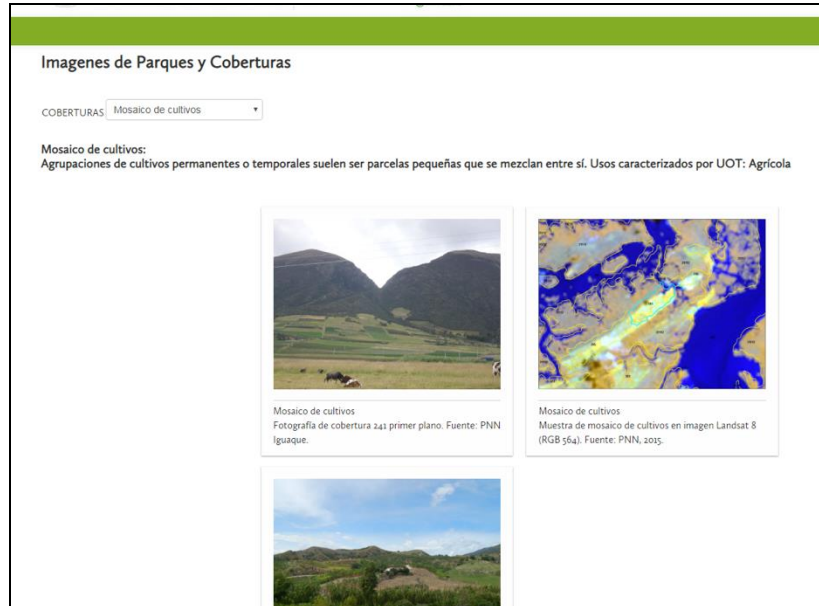 Imagenes de Parques y Coberturas
COBERTURAS Mosaico de cultivos
Mosaico de cultivos:
Agrupaciones de cultivos permanentes o temporales suelen ser parcelas pequeñas que se mezclan entre sí. Usos caracterizados por UOT: Agrícola
Mosaico de cultivos
Fotografía de cobertura 241 primer plano. Fuente: PNN
Iguaque.
Mosaico de cultivos
Muestra de mosaico de cultivos en imagen Landsat 8
(RGB 564). Fuente: PNN, 2015.